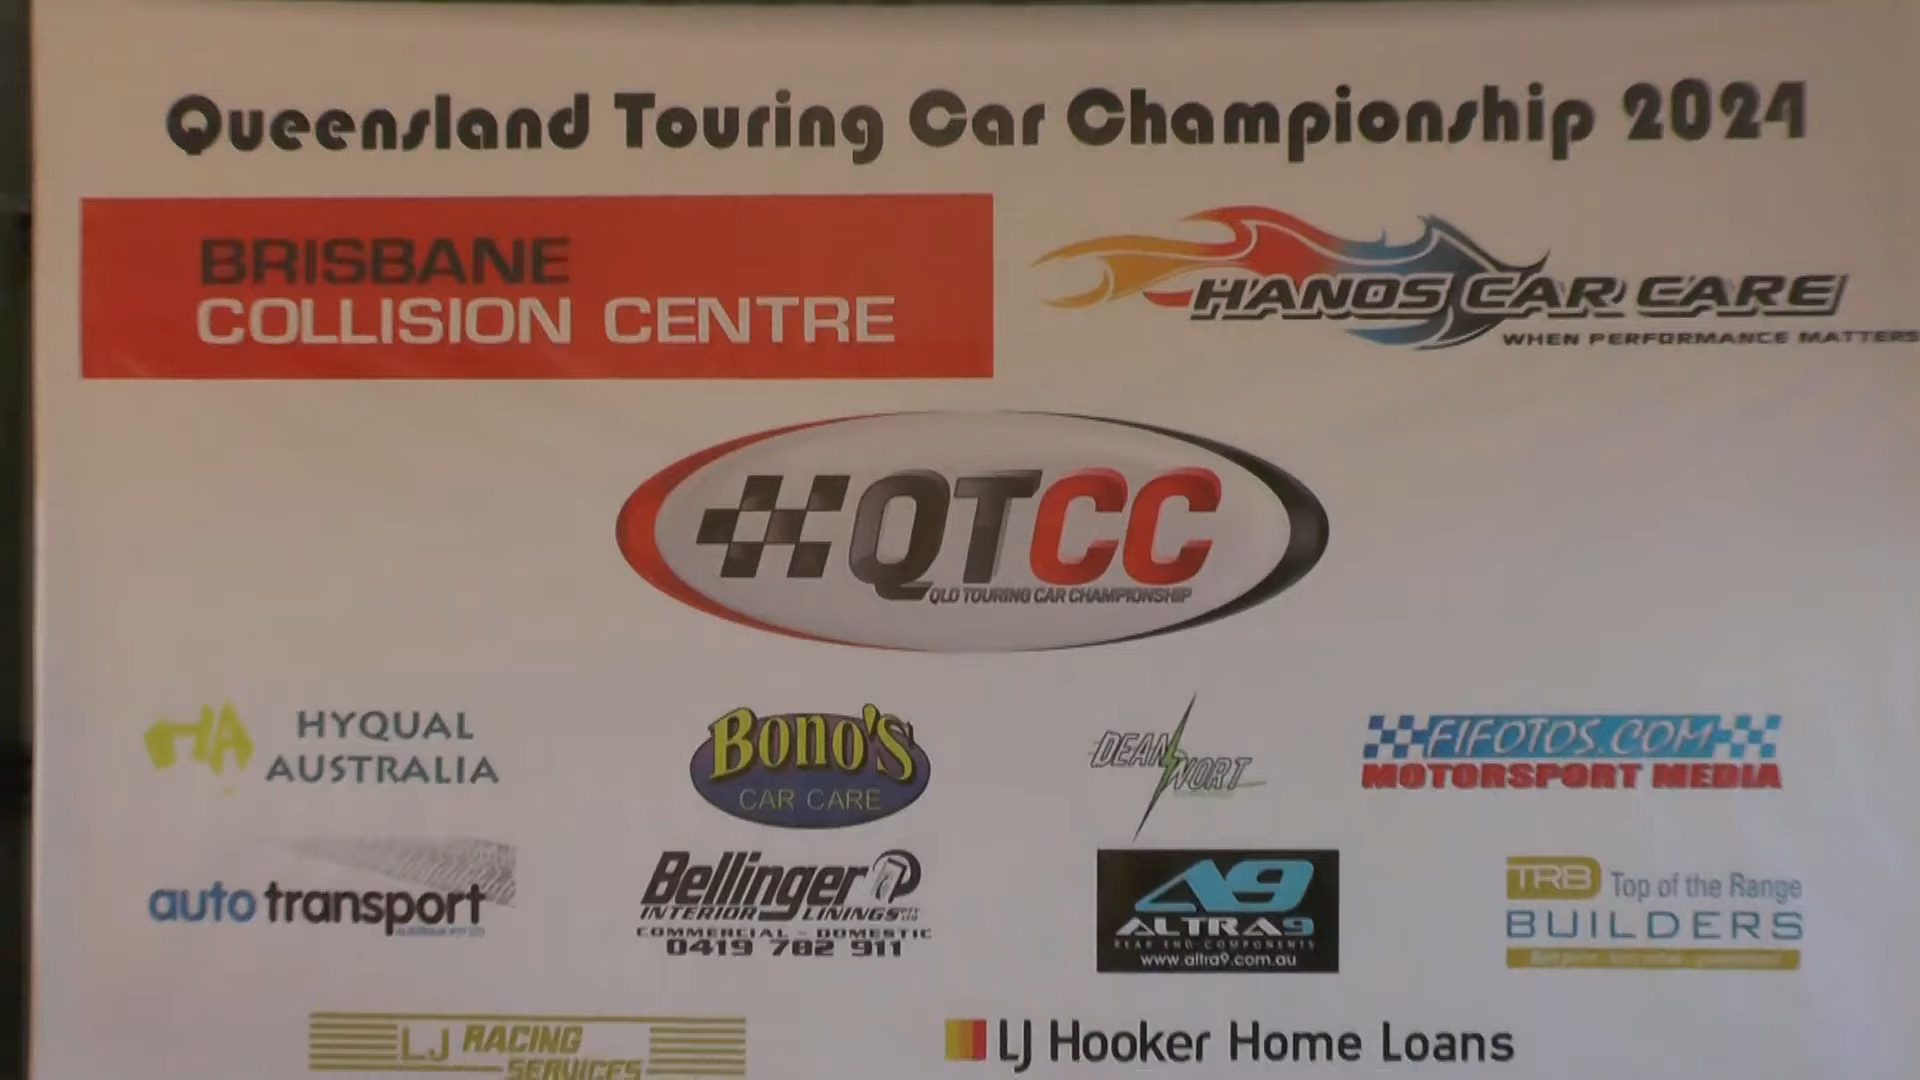 Queensland Touring Car Championship 2024
BRISBANE
COLLISION CENTRE
HANOS CAR CARE
WHEN PERFORMANCE MATTERS
QTCC
QLD TOURING CAR CHAMPIONSHIP
HA
HYQUAL
AUSTRALIA
BONO'S
CAR CARE
DEAN WORT
FIFOTOS.COM
MOTORSPORT MEDIA
auto transport
Bellinger
INTERIOR LININGS
COMMERCIAL - DOMESTIC
0419 782 911
A9
ALTRA9
REAR END COMPONENTS
www.altra9.com.au
TRB Top of the Range
BUILDERS
LJ RACING
SERVICES
LJ Hooker Home Loans